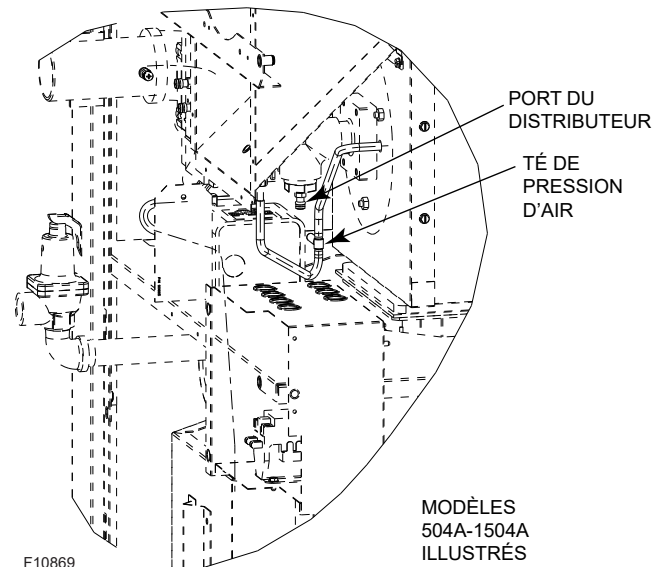 PORT DU
DISTRIBUTEUR
TÉ DE
PRESSION
D'AIR
MODÈLES
504A-1504A
ILLUSTRÉS
F10869